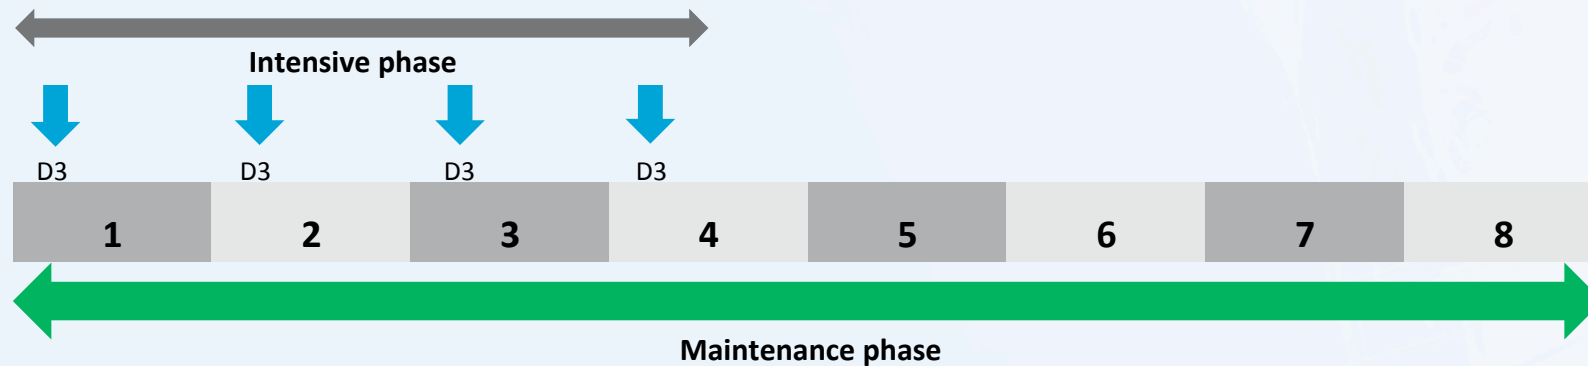 Intensive phase
D3 D3 D3 D3
1 2 3 4 5 6 7 8
Maintenance phase